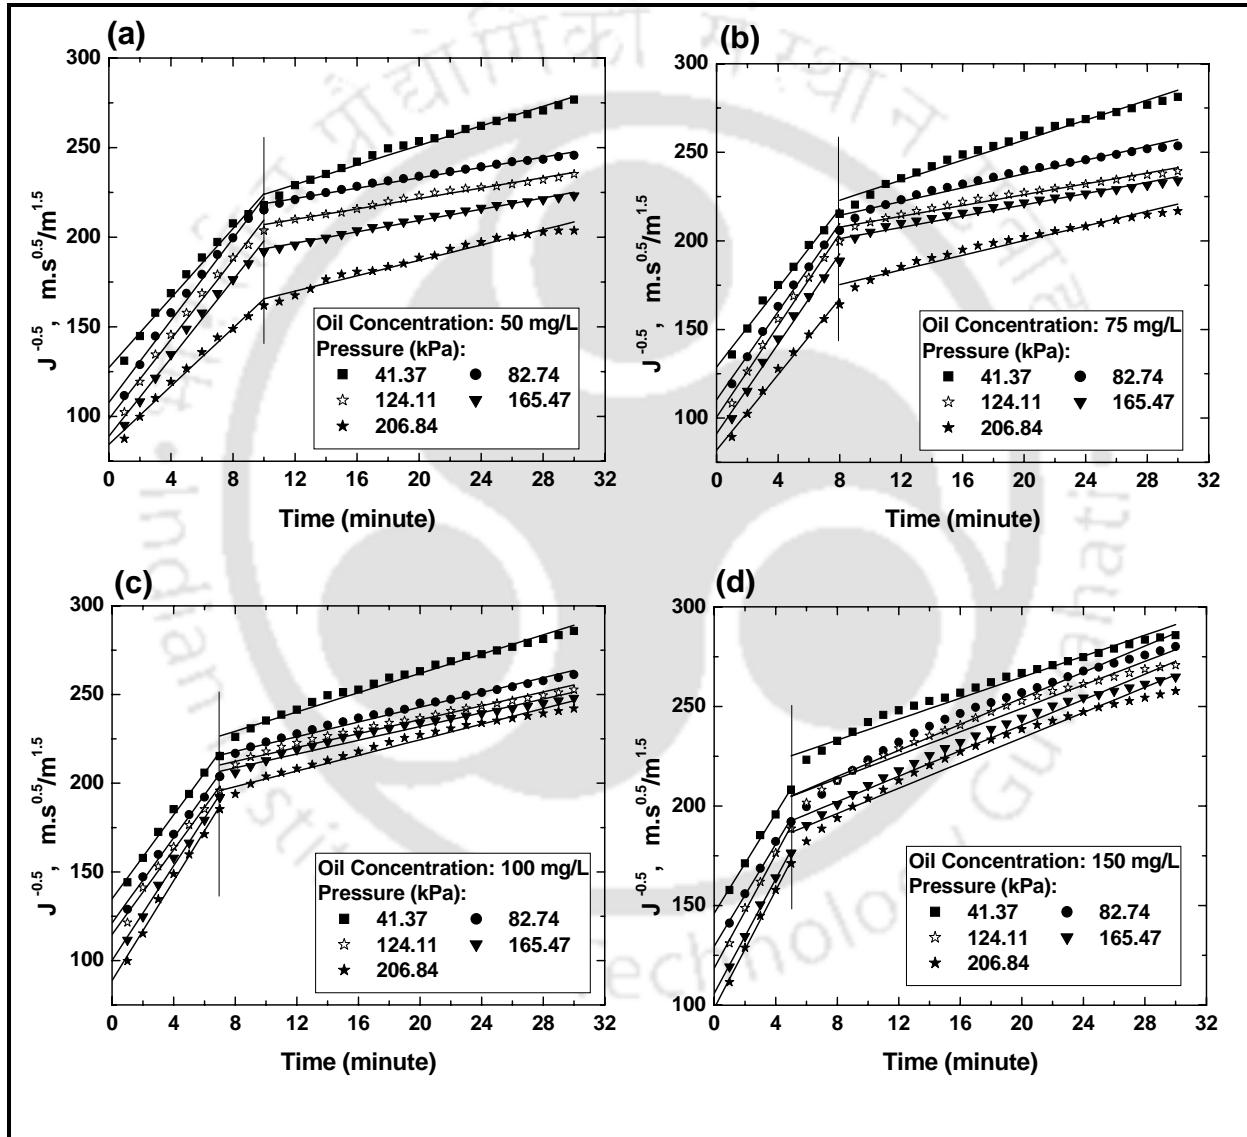 (a)
300
250
200
150
100
J -0.5, m.s0.5/m1.5
Oil Concentration: 50 mg/L
Pressure (kPa):
41.37 82.74
124.11 165.47
206.84
0 4 8 12 16 20 24 28 32
Time (minute)
(b)
300
250
200
150
100
J -0.5, m.s0.5/m1.5
Oil Concentration: 75 mg/L
Pressure (kPa):
41.37 82.74
124.11 165.47
206.84
0 4 8 12 16 20 24 28 32
Time (minute)
(c)
300
250
200
150
100
J -0.5, m.s0.5/m1.5
Oil Concentration: 100 mg/L
Pressure (kPa):
41.37 82.74
124.11 165.47
206.84
0 4 8 12 16 20 24 28 32
Time (minute)
(d)
300
250
200
150
100
J -0.5, m.s0.5/m1.5
Oil Concentration: 150 mg/L
Pressure (kPa):
41.37 82.74
124.11 165.47
206.84
0 4 8 12 16 20 24 28 32
Time (minute)
Indian Institute of Technology Guwahati